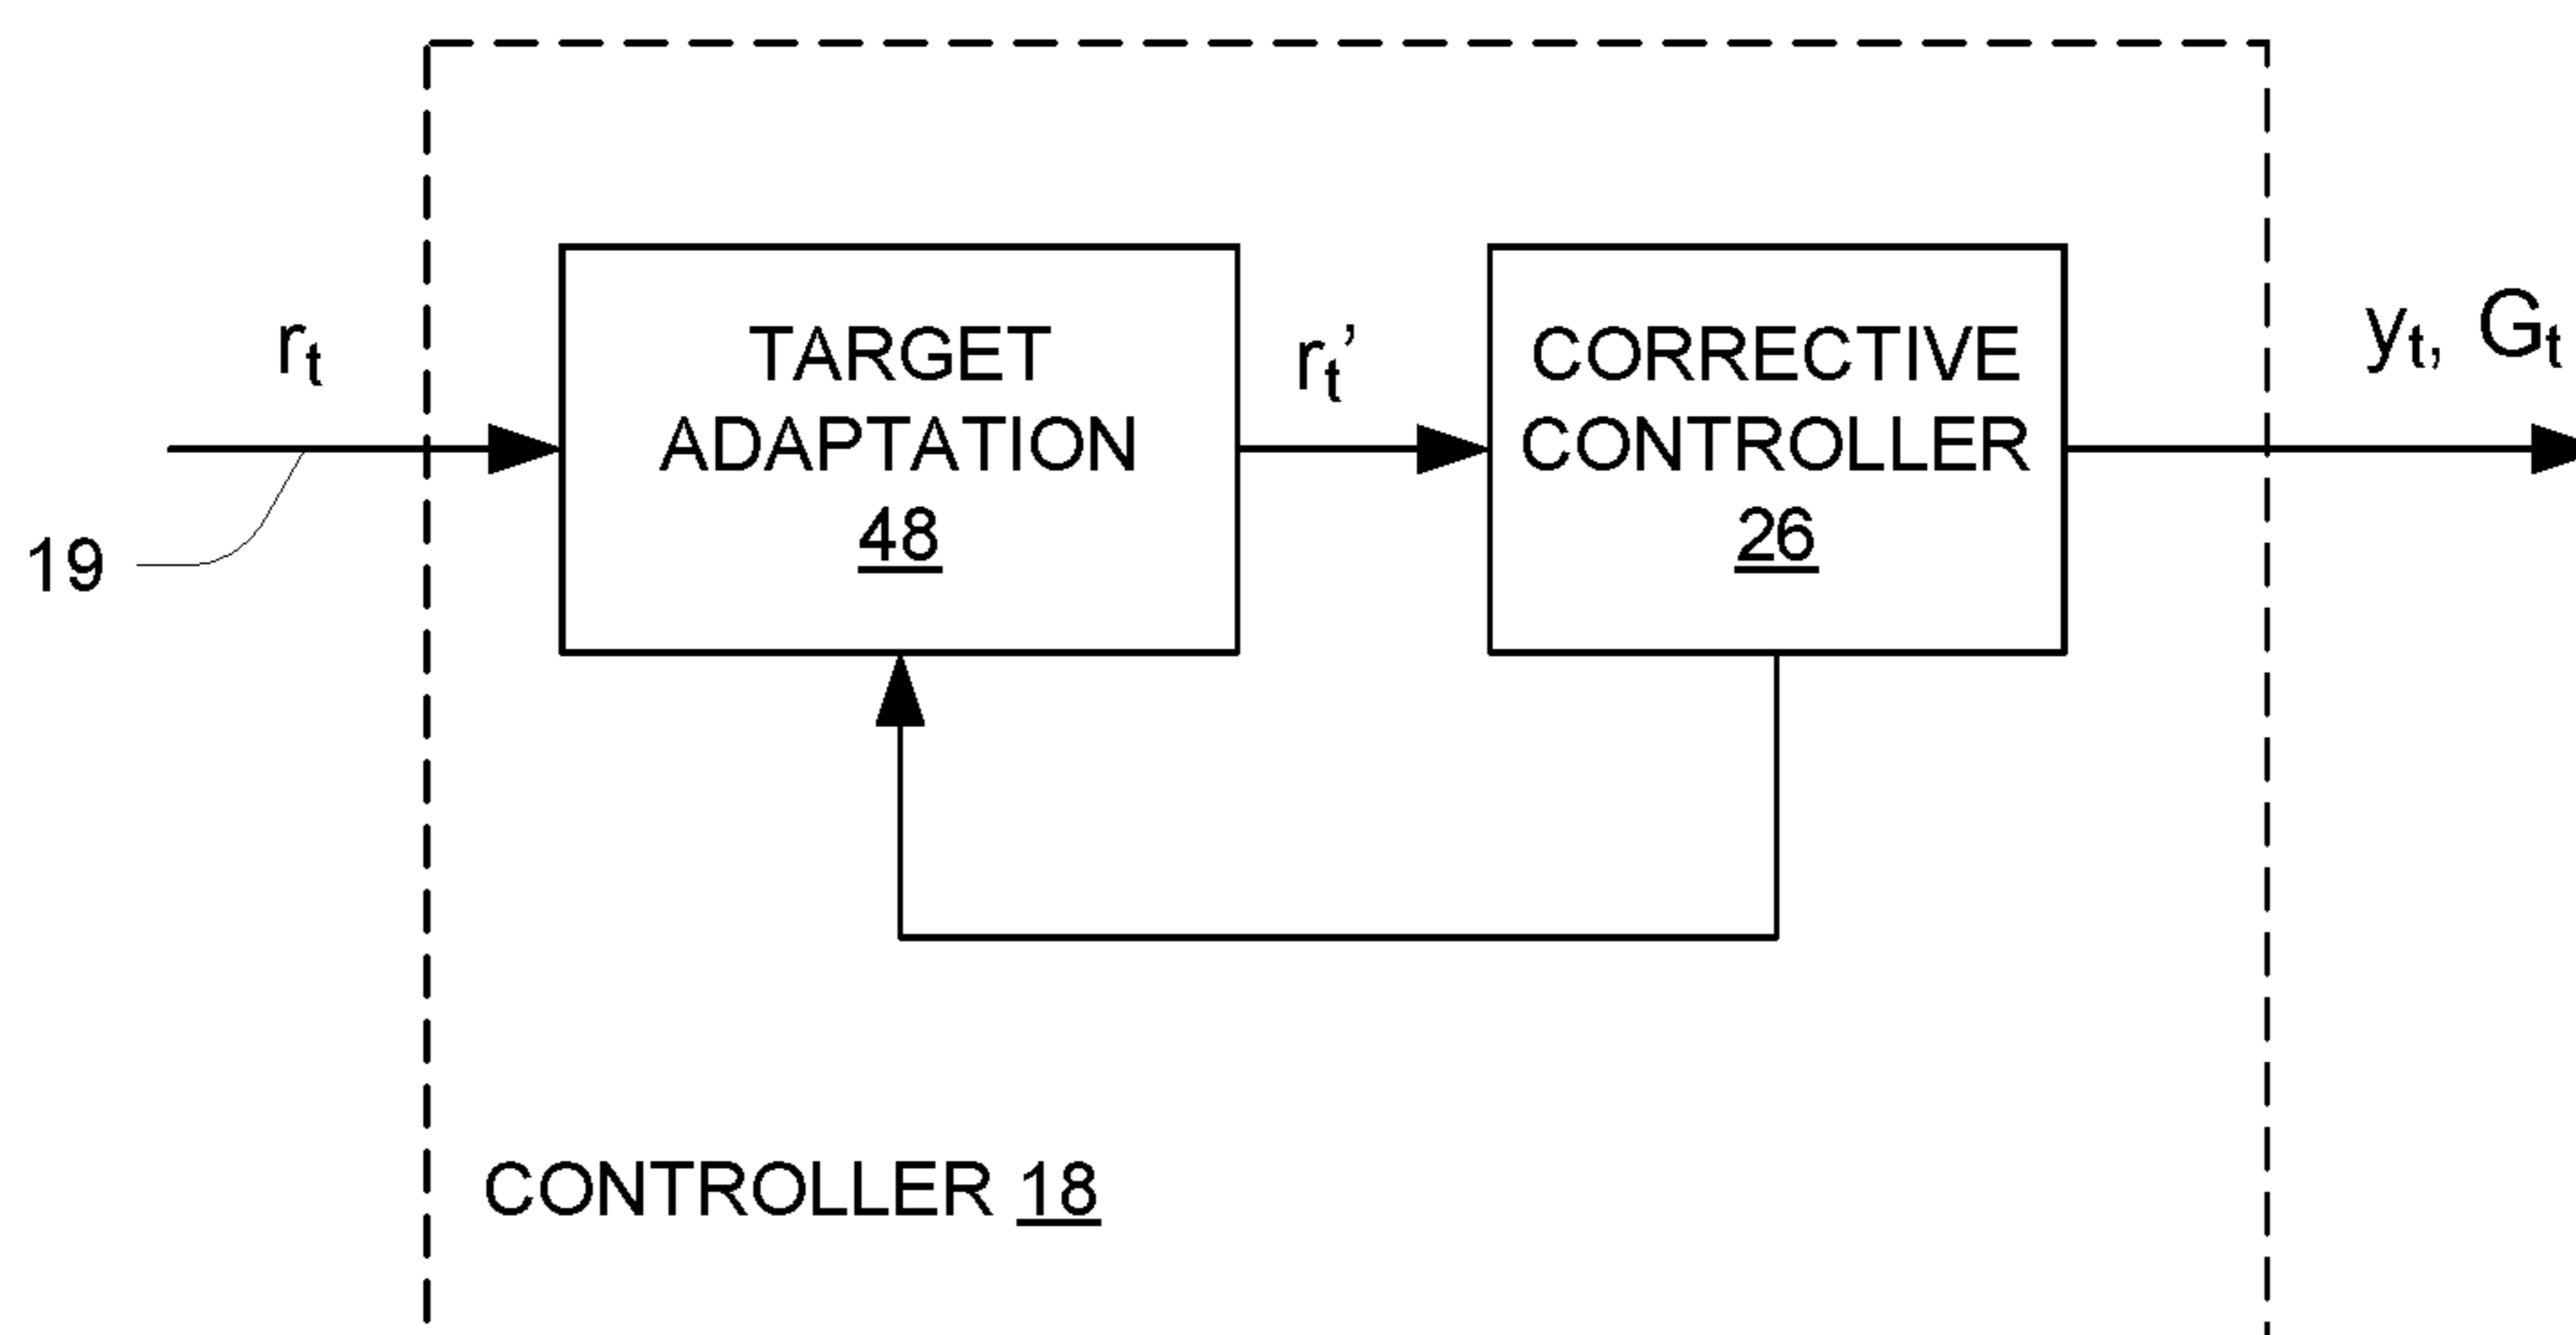 rt
TARGET
ADAPTATION
48
rt’
CORRECTIVE
CONTROLLER
26
yt, Gt
19
CONTROLLER 18